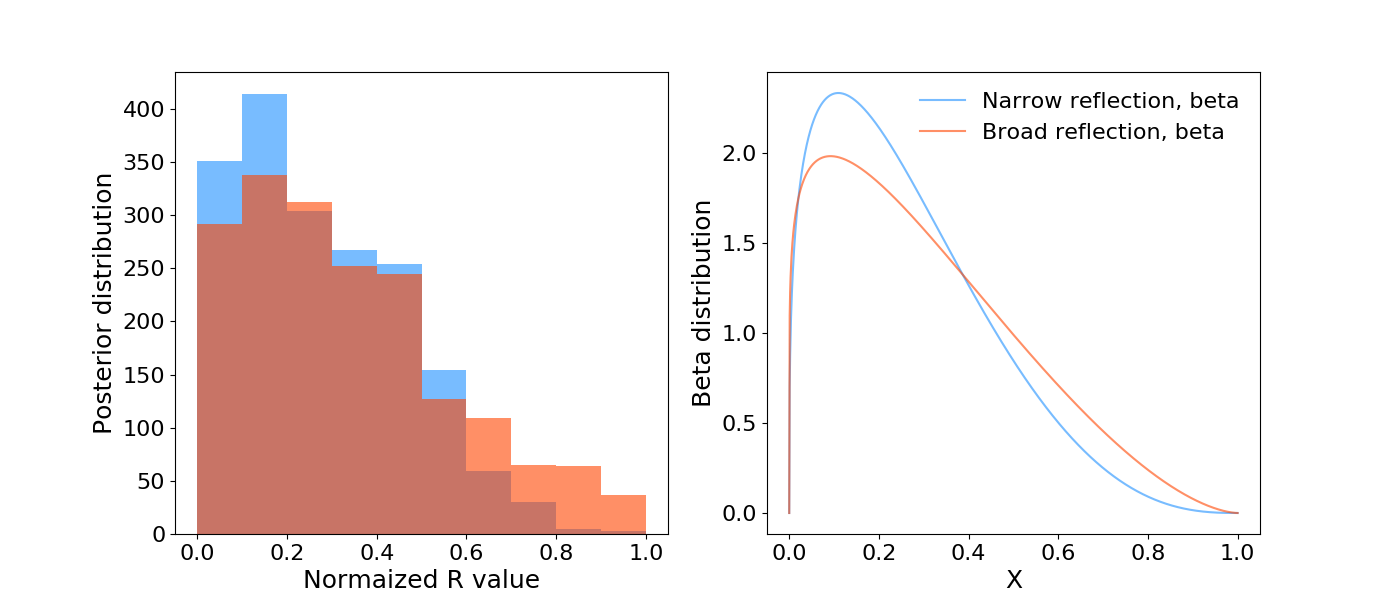 Posterior distribution
400
350
300
250
200
150
100
50
0
0.0 0.2 0.4 0.6 0.8 1.0
Normaized R value
Beta distribution
2.0
1.5
1.0
0.5
0.0
0.0 0.2 0.4 0.6 0.8 1.0
X
Narrow reflection, beta
Broad reflection, beta